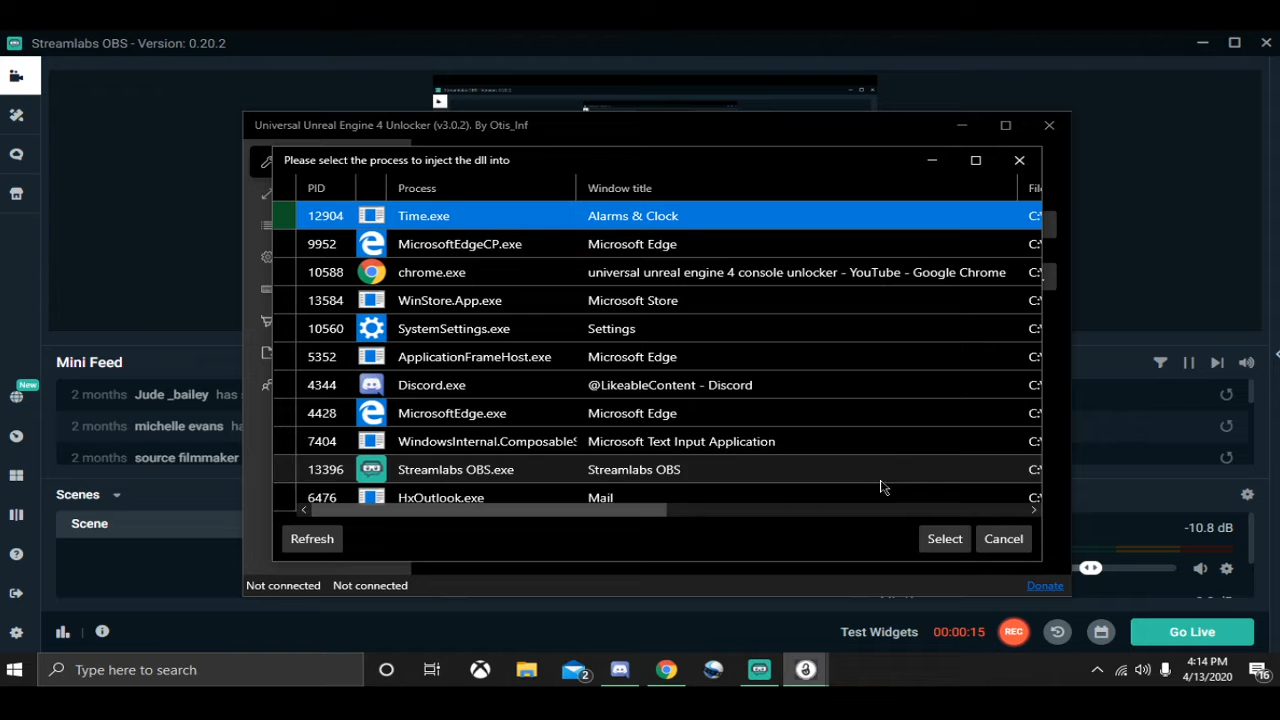 Streamlabs OBS - Version: 0.20.2
Universal Unreal Engine 4 Unlocker (v3.0.2). By Otis_Inf
Please select the process to inject the dll into
PID Process Window title
12904 Time.exe Alarms & Clock C:\
9952 MicrosoftEdgeCP.exe Microsoft Edge C:\
10588 chrome.exe universal unreal engine 4 console unlocker - YouTube - Google Chrome C:\
13584 WinStore.App.exe Microsoft Store C:\
10560 SystemSettings.exe Settings C:\
5352 ApplicationFrameHost.exe Microsoft Edge C:\
4344 Discord.exe @LikeableContent - Discord C:\
4428 MicrosoftEdge.exe Microsoft Edge C:\
7404 WindowsInternal.Composable Microsoft Text Input Application C:\
13396 Streamlabs OBS.exe Streamlabs OBS C:\
6476 HxOutlook.exe Mail C:\
Refresh Select Cancel
Not connected Not connected Donate
Mini Feed
2 months Jude _bailey has
2 months michelle evans
2 months source filmmaker
New
Scenes
Scene
-10.8 dB
Test Widgets 00:00:15 REC Go Live
Type here to search
2
4:14 PM
4/13/2020
16